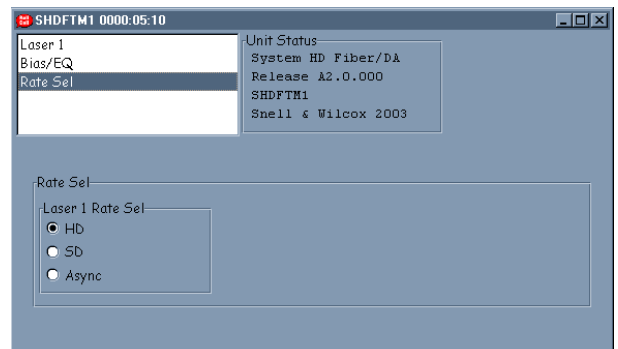 SHDFTM1 0000:05:10
Laser 1
Bias/EQ
Rate Sel
Unit Status
System HD Fiber/DA
Release A2.0.000
SHDFTM1
Snell & Wilcox 2003
Rate Sel
Laser 1 Rate Sel
HD
SD
Async